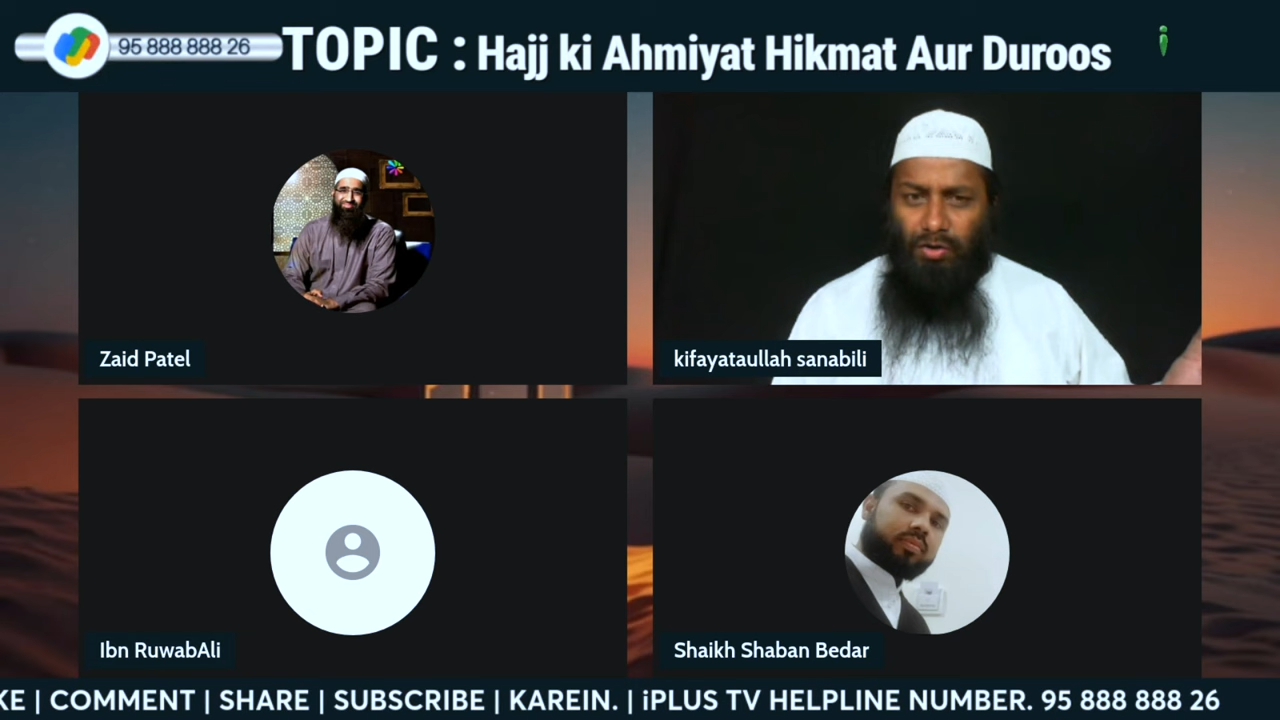 95 888 888 26
TOPIC : Hajj ki Ahmiyat Hikmat Aur Duroos
Zaid Patel
kifayataullah sanabili
Ibn RuwabAli
Shaikh Shaban Bedar
KE | COMMENT | SHARE | SUBSCRIBE | KAREIN. | iPLUS TV HELPLINE NUMBER. 95 888 888 26